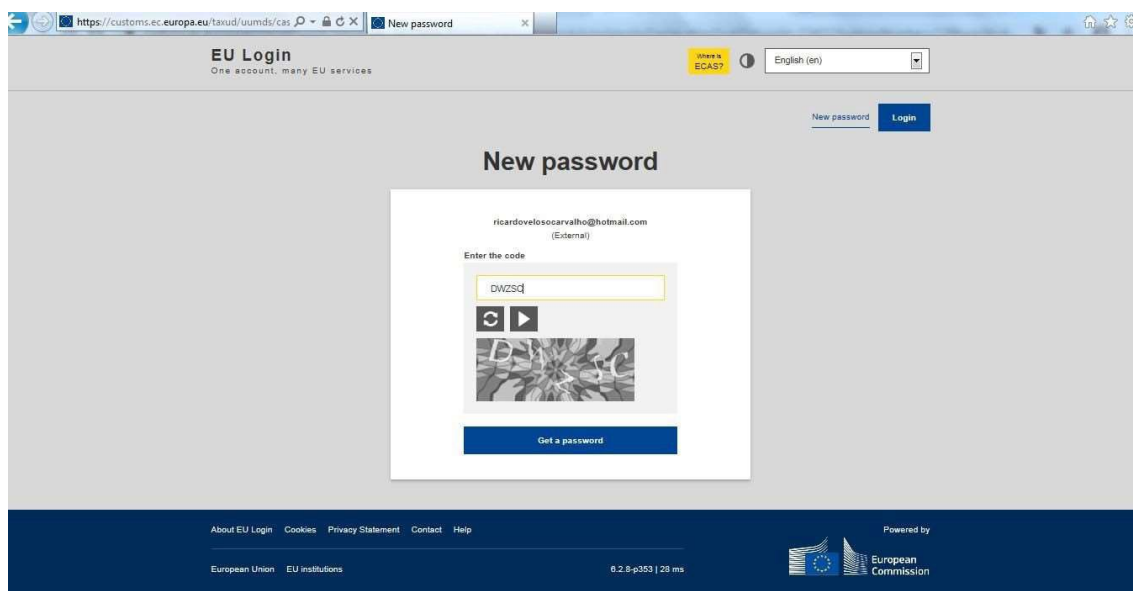 https://customs.ec.europa.eu/taxud/uumds/cas
New password
EU Login
One account, many EU services
Where is
ECAS?
English (en)
New password
Login
New password
ricardovelosocarvalho@hotmail.com
(External)
Enter the code
DWZSC
Get a password
About EU Login Cookies Privacy Statement Contact Help
Powered by
European Union EU institutions
6.2.8-p353 | 28 ms
European
Commission